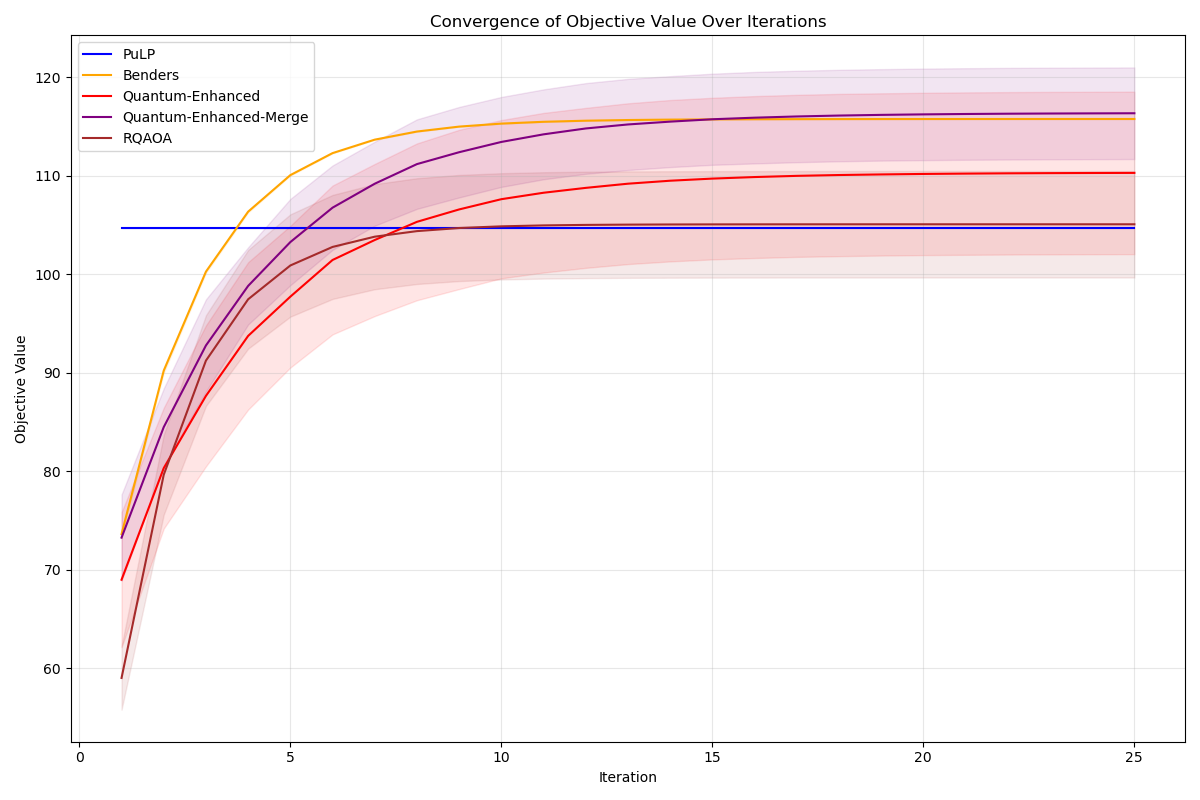 Convergence of Objective Value Over Iterations
PuLP
Benders
Quantum-Enhanced
Quantum-Enhanced-Merge
RQAOA
Objective Value
120
110
100
90
80
70
60
0 5 10 15 20 25
Iteration